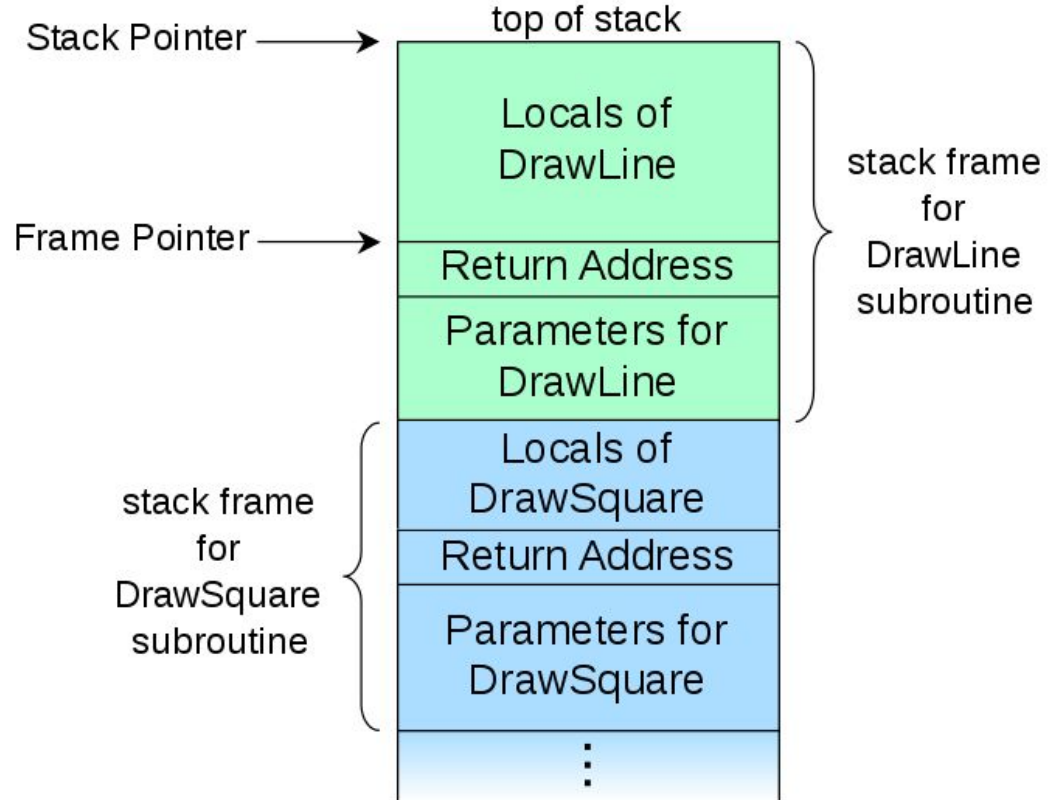 top of stack
Stack Pointer
Locals of
DrawLine
stack frame
for
DrawLine
subroutine
Frame Pointer
Return Address
Parameters for
DrawLine
Locals of
DrawSquare
stack frame
for
DrawSquare
subroutine
Return Address
Parameters for
DrawSquare
⋮